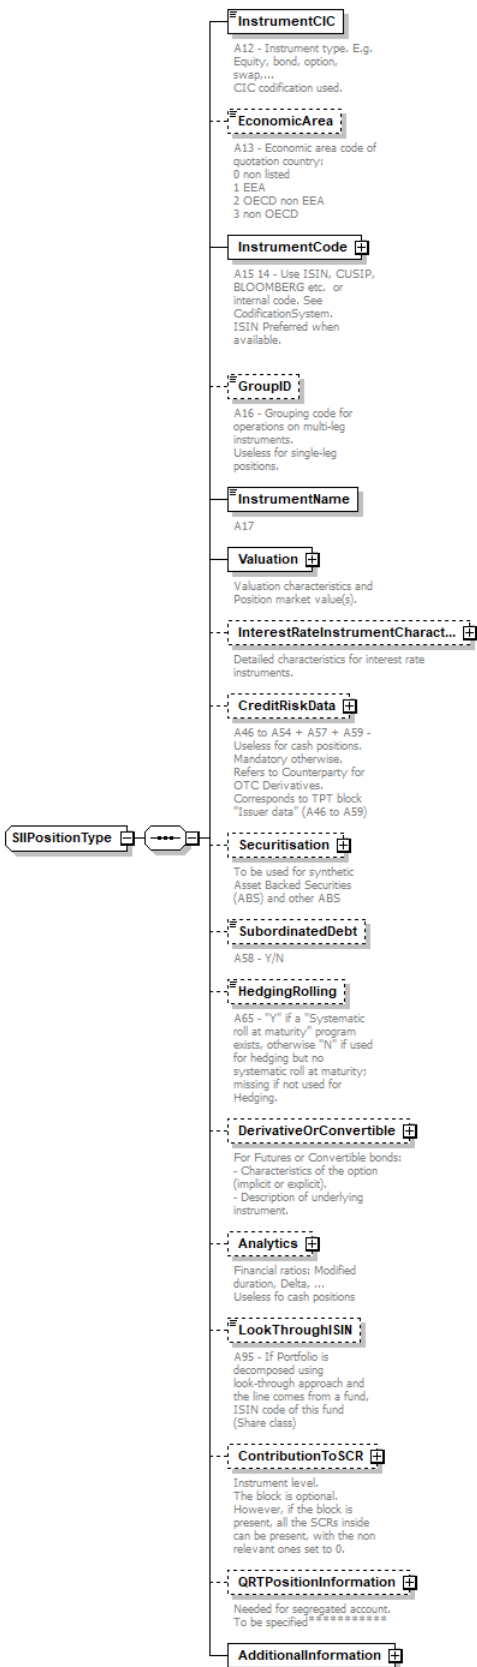 InstrumentCIC
A12 - Instrument type. E.g.
Equity, bond, option,
swap,...
CIC codification used.
EconomicArea
A13 - Economic area code of
quotation country:
0 non listed
1 EEA
2 OECD non EEA
3 non OECD
InstrumentCode
A15 14 - Use ISIN, CUSIP,
BLOOMBERG etc. or
internal code. See
CodificationSystem.
ISIN Preferred when
available.
GroupID
A16 - Grouping code for
operations on multi-leg
instruments.
Useless for single-leg
positions.
InstrumentName
A17
Valuation
Valuation characteristics and
Position market value(s).
InterestRateInstrumentCharact...
Detailed characteristics for interest rate
instruments.
CreditRiskData
A46 to A54 + A57 + A59 -
Useless for cash positions.
Mandatory otherwise.
Refers to Counterparty for
OTC Derivatives.
Corresponds to TPT block
"Issuer data" (A46 to A59)
SIIPositionType
Securitisation
To be used for synthetic
Asset Backed Securities
(ABS) and other ABS
SubordinatedDebt
A58 - Y/N
HedgingRolling
A65 - "Y" if a "Systematic
roll at maturity" program
exists, otherwise "N" if used
for hedging but no
systematic roll at maturity;
missing if not used for
Hedging.
DerivativeOrConvertible
For Futures or Convertible bonds:
- Characteristics of the option
(implicit or explicit).
- Description of underlying
instrument.
Analytics
Financial ratios: Modified
duration, Delta, ...
Useless fo cash positions
LookThroughISIN
A95 - If Portfolio is
decomposed using
look-through approach and
the line comes from a fund,
ISIN code of this fund
(Share class)
ContributionToSCR
Instrument level.
The block is optional.
However, if the block is
present, all the SCRs inside
can be present, with the non
relevant ones set to 0.
QRTPositionInformation
Needed for segregated account.
To be specified***********
AdditionalInformation